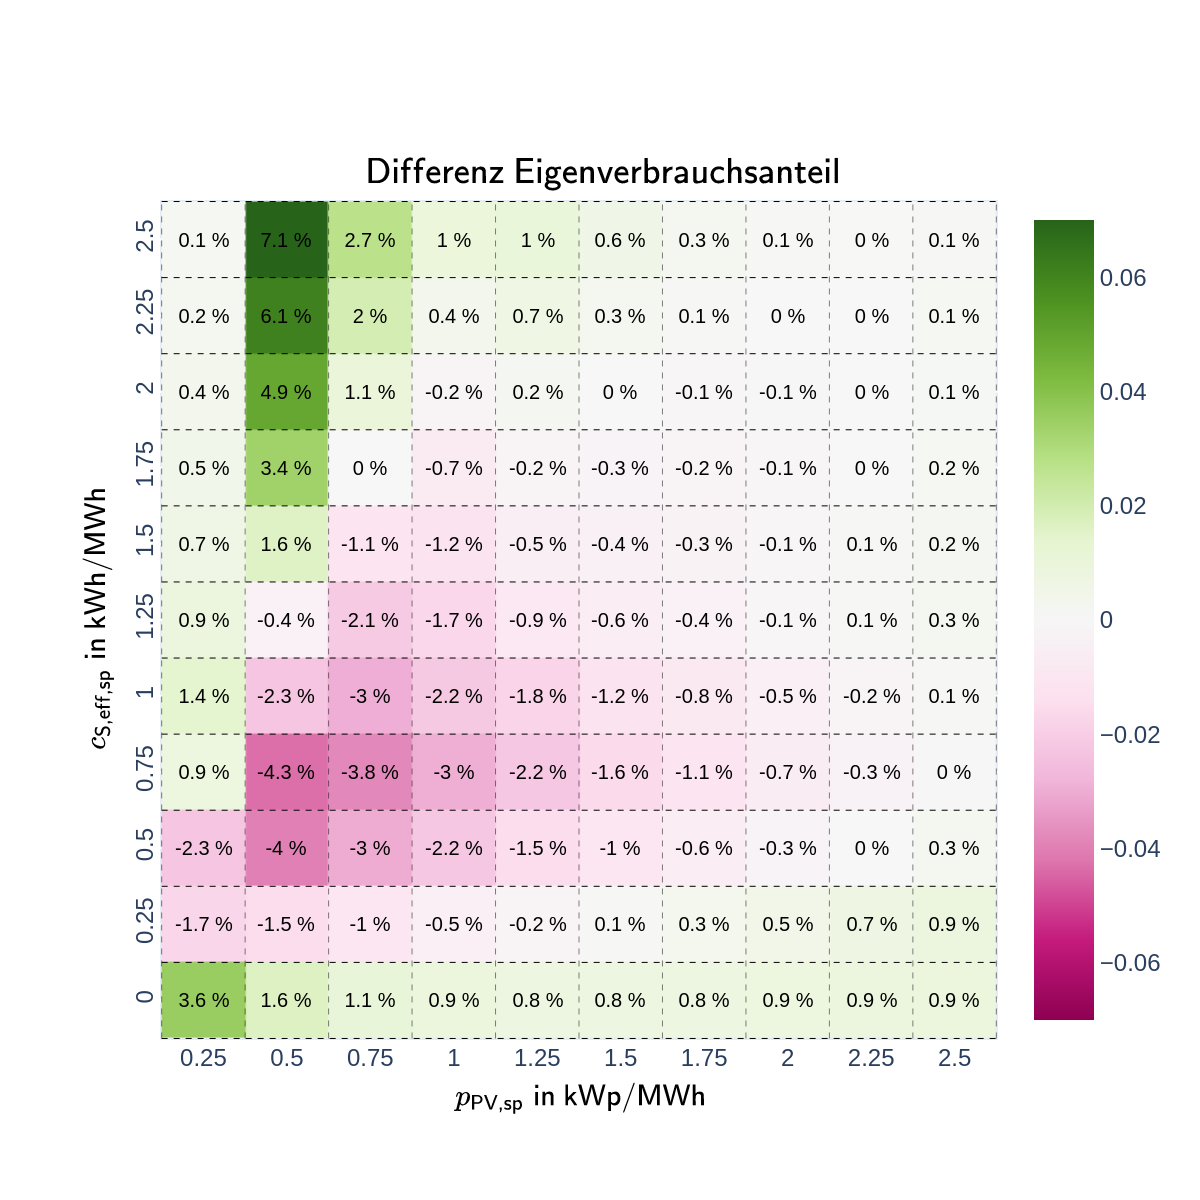 Differenz Eigenverbrauchsanteil
2.5 0.1 % 7.1 % 2.7 % 1 % 1 % 0.6 % 0.3 % 0.1 % 0 % 0.1 %
0.06
2.25 0.2 % 6.1 % 2 % 0.4 % 0.7 % 0.3 % 0.1 % 0 % 0 % 0.1 %
2 0.4 % 4.9 % 1.1 % -0.2 % 0.2 % 0 % -0.1 % -0.1 % 0 % 0.1 %
0.04
1.75 0.5 % 3.4 % 0 % -0.7 % -0.2 % -0.3 % -0.2 % -0.1 % 0 % 0.2 %
0.02
1.5 0.7 % 1.6 % -1.1 % -1.2 % -0.5 % -0.4 % -0.3 % -0.1 % 0.1 % 0.2 %
1.25 0.9 % -0.4 % -2.1 % -1.7 % -0.9 % -0.6 % -0.4 % -0.1 % 0.1 % 0.3 %
0
c_S,eff,sp in kWh/MWh
1 1.4 % -2.3 % -3 % -2.2 % -1.8 % -1.2 % -0.8 % -0.5 % -0.2 % 0.1 %
−0.02
0.75 0.9 % -4.3 % -3.8 % -3 % -2.2 % -1.6 % -1.1 % -0.7 % -0.3 % 0 %
0.5 -2.3 % -4 % -3 % -2.2 % -1.5 % -1 % -0.6 % -0.3 % 0 % 0.3 %
−0.04
0.25 -1.7 % -1.5 % -1 % -0.5 % -0.2 % 0.1 % 0.3 % 0.5 % 0.7 % 0.9 %
−0.06
0 3.6 % 1.6 % 1.1 % 0.9 % 0.8 % 0.8 % 0.8 % 0.9 % 0.9 % 0.9 %
0.25 0.5 0.75 1 1.25 1.5 1.75 2 2.25 2.5
p_PV,sp in kWp/MWh